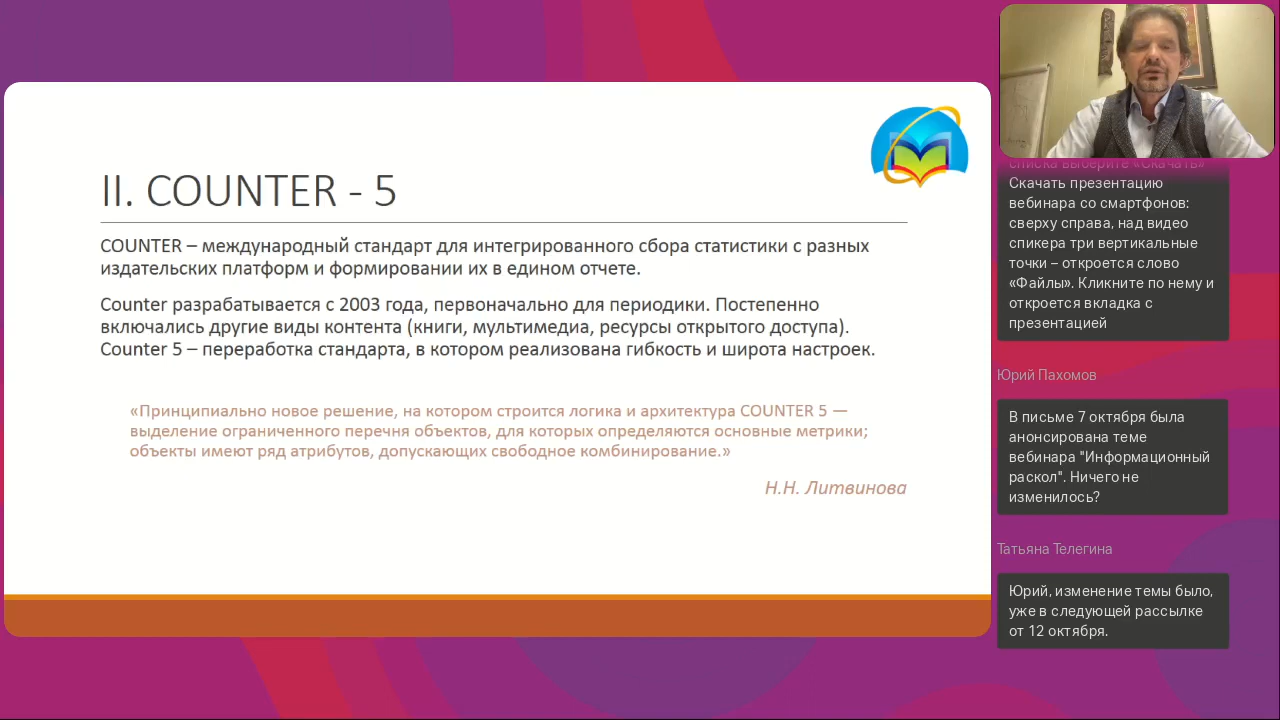 II. COUNTER - 5
COUNTER – международный стандарт для интегрированного сбора статистики с разных
издательских платформ и формировании их в едином отчете.
Counter разрабатывается с 2003 года, первоначально для периодики. Постепенно
включались другие виды контента (книги, мультимедиа, ресурсы открытого доступа).
Counter 5 – переработка стандарта, в котором реализована гибкость и широта настроек.
«Принципиально новое решение, на котором строится логика и архитектура COUNTER 5 —
выделение ограниченного перечня объектов, для которых определяются основные метрики;
объекты имеют ряд атрибутов, допускающих свободное комбинирование.»
Н.Н. Литвинова
списка выберите «Скачать»
Скачать презентацию
вебинара со смартфонов:
сверху справа, над видео
спикера три вертикальные
точки – откроется слово
«Файлы». Кликните по нему и
откроется вкладка с
презентацией
Юрий Пахомов
В письме 7 октября была
анонсирована теме
вебинара "Информационный
раскол". Ничего не
изменилось?
Татьяна Телегина
Юрий, изменение темы было,
уже в следующей рассылке
от 12 октября.